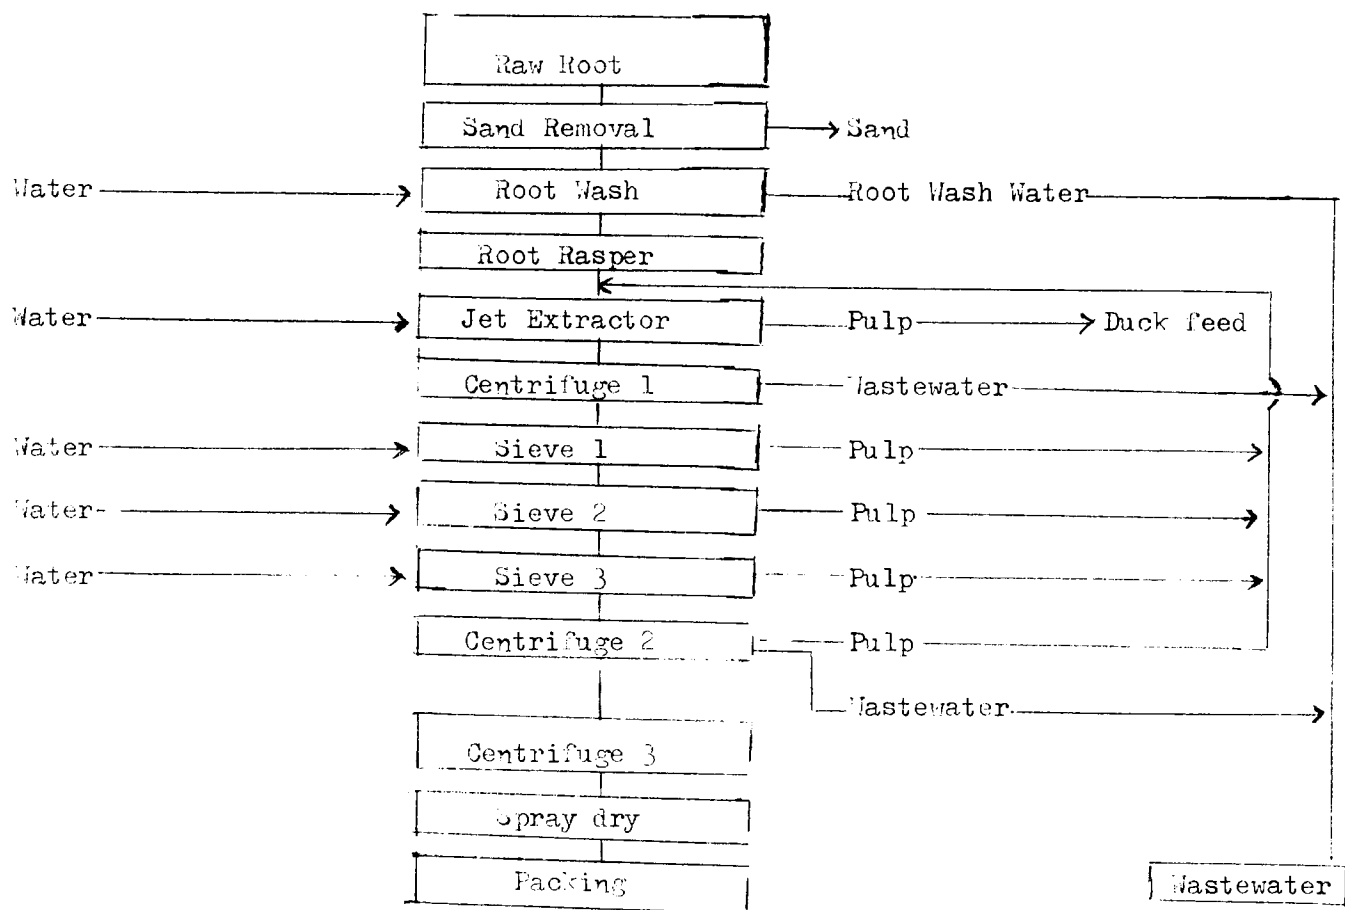 Raw Root
Sand Removal Sand
Water Root Wash Root Wash Water
Root Rasper
Water Jet Extractor Pulp Duck feed
Centrifuge 1 Wastewater
Water Sieve 1 Pulp
Water Sieve 2 Pulp
Water Sieve 3 Pulp
Centrifuge 2 Pulp
Wastewater
Centrifuge 3
Spray dry
Packing Wastewater